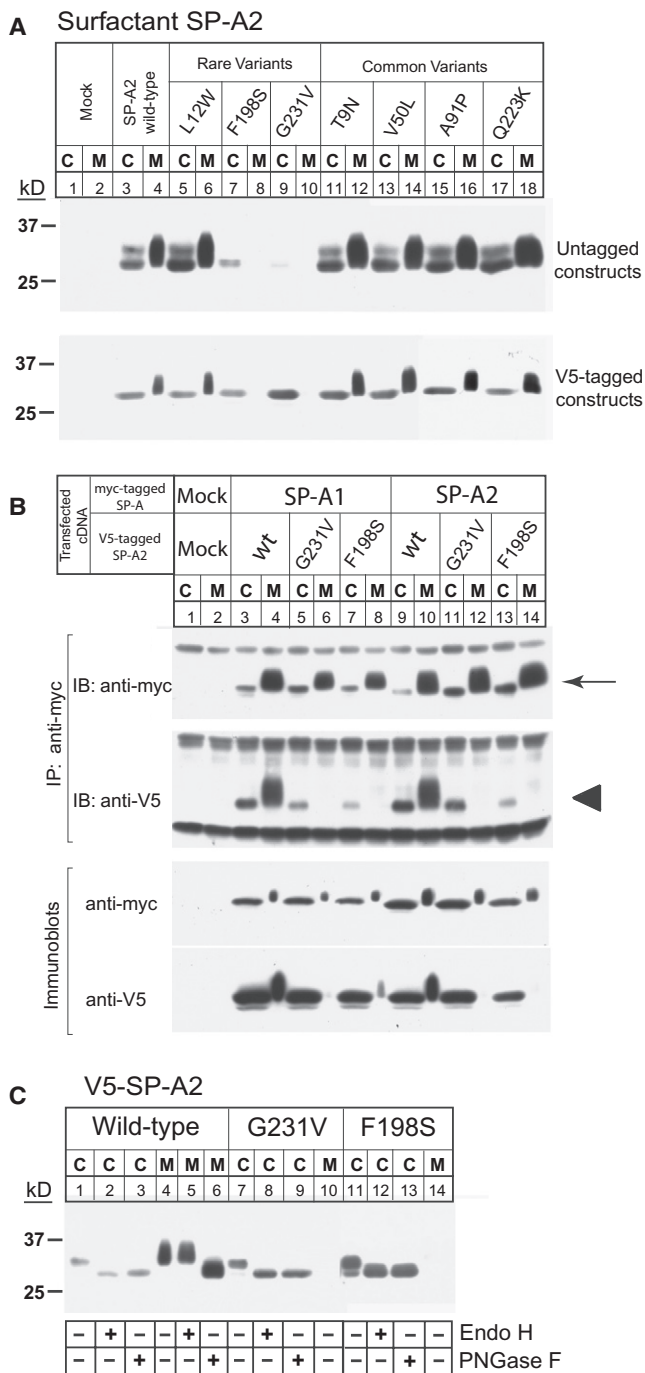 A Surfactant SP-A2
Mock
SP-A2 wild-type
Rare Variants
Common Variants
L12W F198S G231V T9N V50L A91P Q223K
C M C M C M C M C M C M C M C M C M
kD 1 2 3 4 5 6 7 8 9 10 11 12 13 14 15 16 17 18
37
25
Untagged constructs
37
25
V5-tagged constructs
B
Transfected cDNA
myc-tagged SP-A
Mock SP-A1 SP-A2
V5-tagged SP-A2
Mock wt G231V F198S wt G231V F198S
C M C M C M C M C M C M C M
1 2 3 4 5 6 7 8 9 10 11 12 13 14
IP: anti-myc
IB: anti-myc
IB: anti-V5
Immunoblots
anti-myc
anti-V5
C V5-SP-A2
Wild-type G231V F198S
C C C M M M C C C M C C C M
kD 1 2 3 4 5 6 7 8 9 10 11 12 13 14
37
25
– + – – + – – + – – – + – – Endo H
– – + – – + – – + – – – + – PNGase F